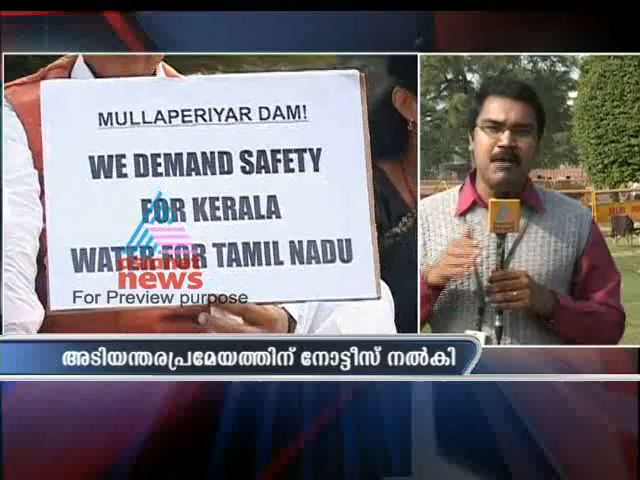 MULLAPERIYAR DAM!
WE DEMAND SAFETY
FOR KERALA
WATER FOR TAMIL NADU
asianet
news
For Preview purpose
അടിയന്തരപ്രമേയത്തിന് നോട്ടീസ് നൽകി